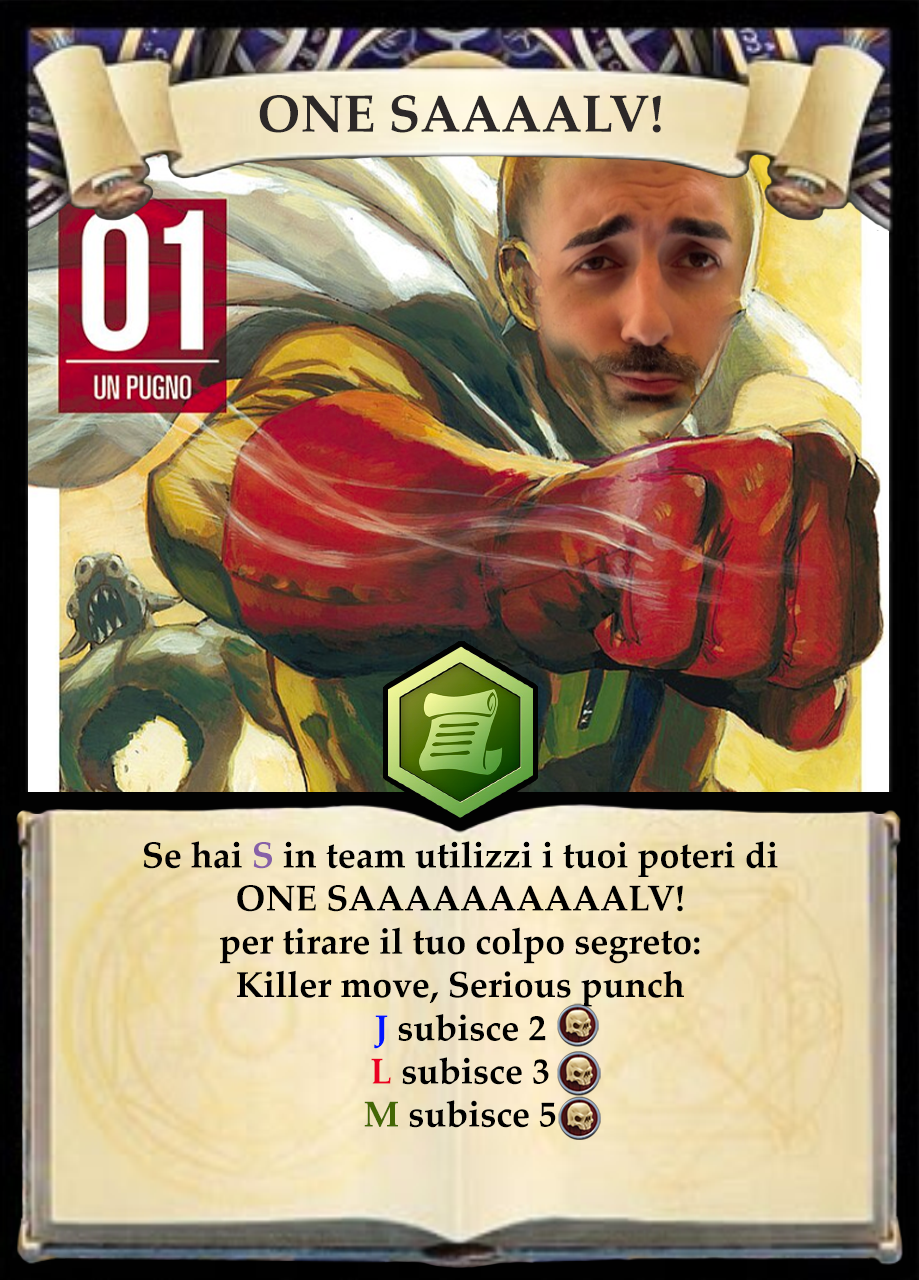 ONE SAAAALV!
01
UN PUGNO
Se hai S in team utilizzi i tuoi poteri di
ONE SAAAAAAAAAAALV!
per tirare il tuo colpo segreto:
Killer move, Serious punch
J subisce 2
L subisce 3
M subisce 5